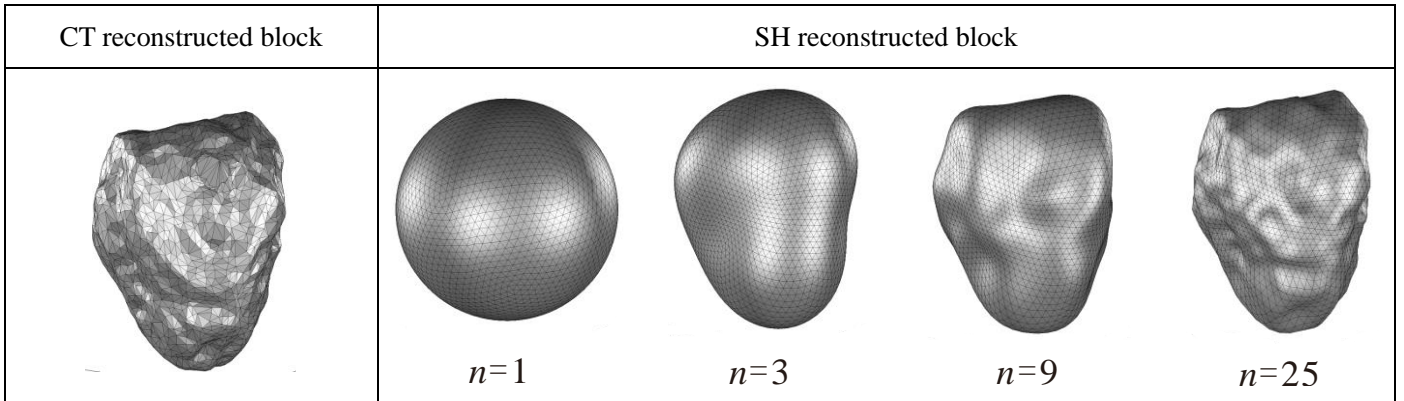 CT reconstructed block
SH reconstructed block
n=1
n=3
n=9
n=25